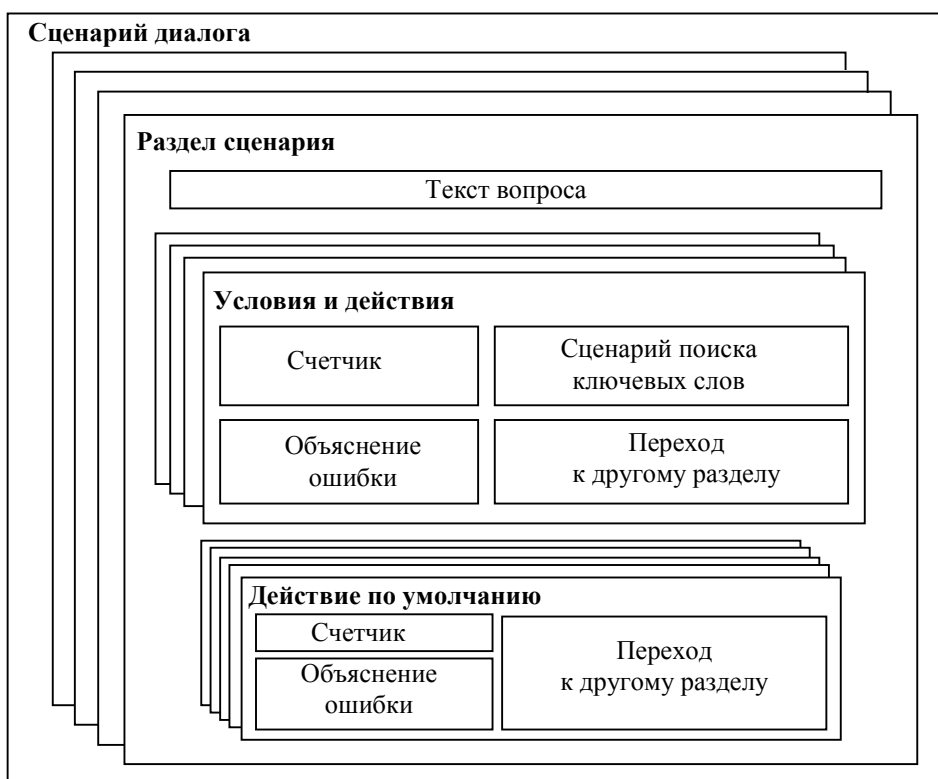 Сценарий диалога
Раздел сценария
Текст вопроса
Условия и действия
Счетчик
Сценарий поиска
ключевых слов
Объяснение
ошибки
Переход
к другому разделу
Действие по умолчанию
Счетчик
Объяснение
ошибки
Переход
к другому разделу